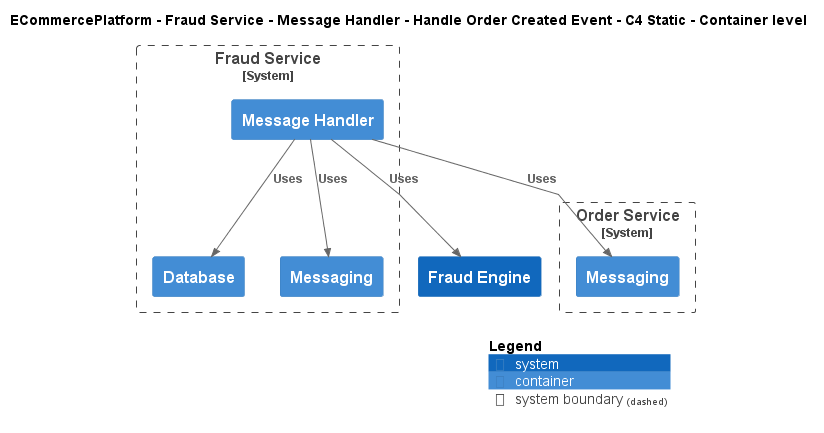 ECommercePlatform - Fraud Service - Message Handler - Handle Order Created Event - C4 Static - Container level
Fraud Service
[System]
Message Handler
Uses
Uses
Uses
Uses
Order Service
[System]
Database
Messaging
Fraud Engine
Messaging
Legend
system
container
system boundary (dashed)